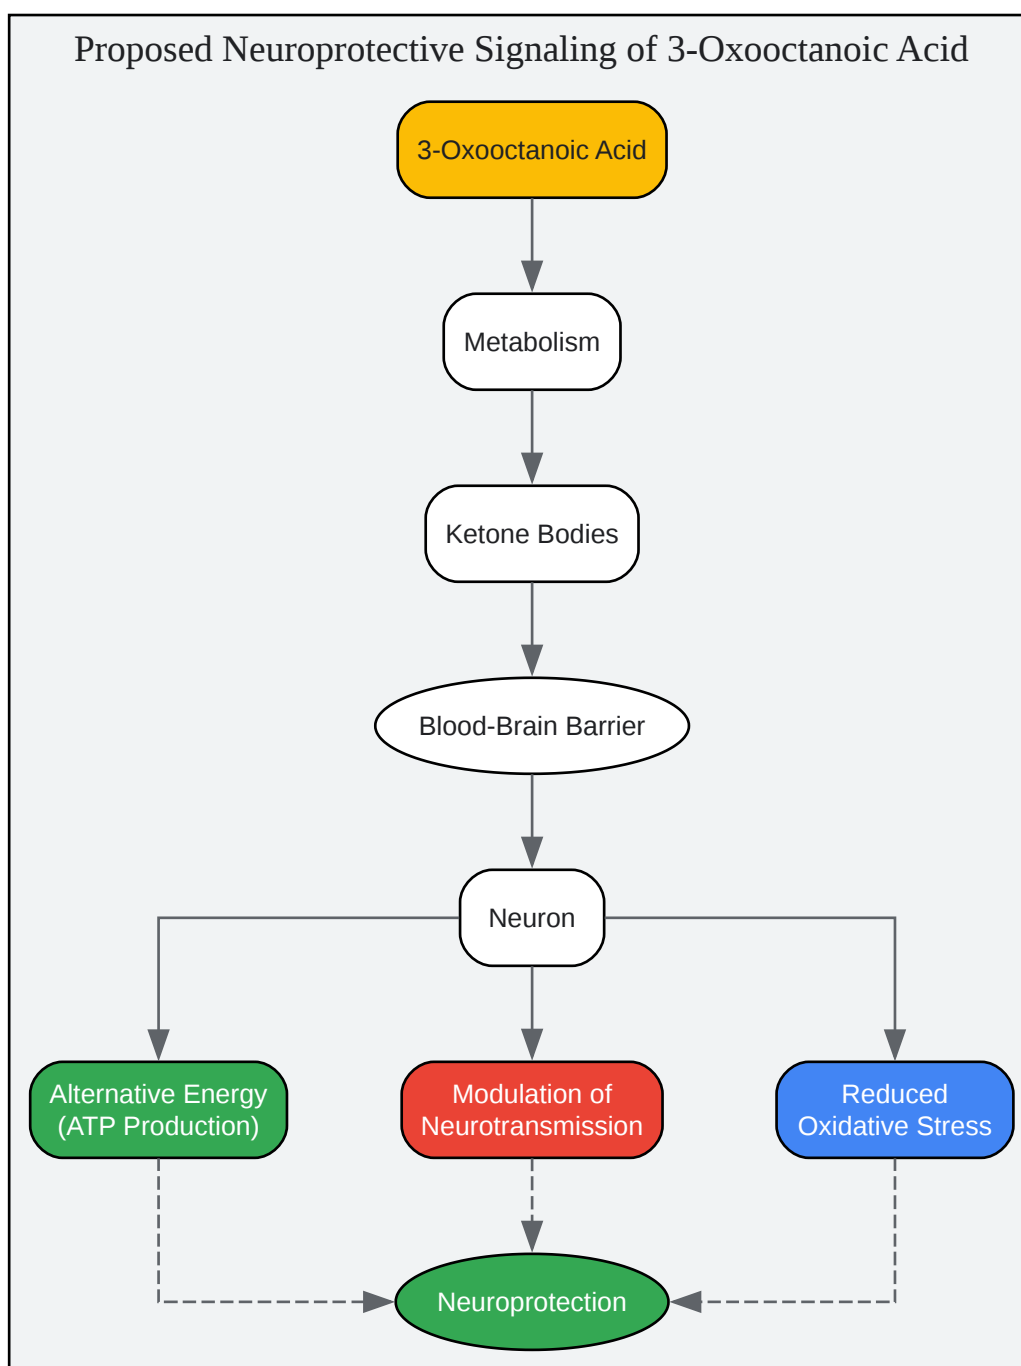 Proposed Neuroprotective Signaling of 3-Oxooctanoic Acid
3-Oxooctanoic Acid
Metabolism
Ketone Bodies
Blood-Brain Barrier
Neuron
Alternative Energy
(ATP Production)
Modulation of
Neurotransmission
Reduced
Oxidative Stress
Neuroprotection